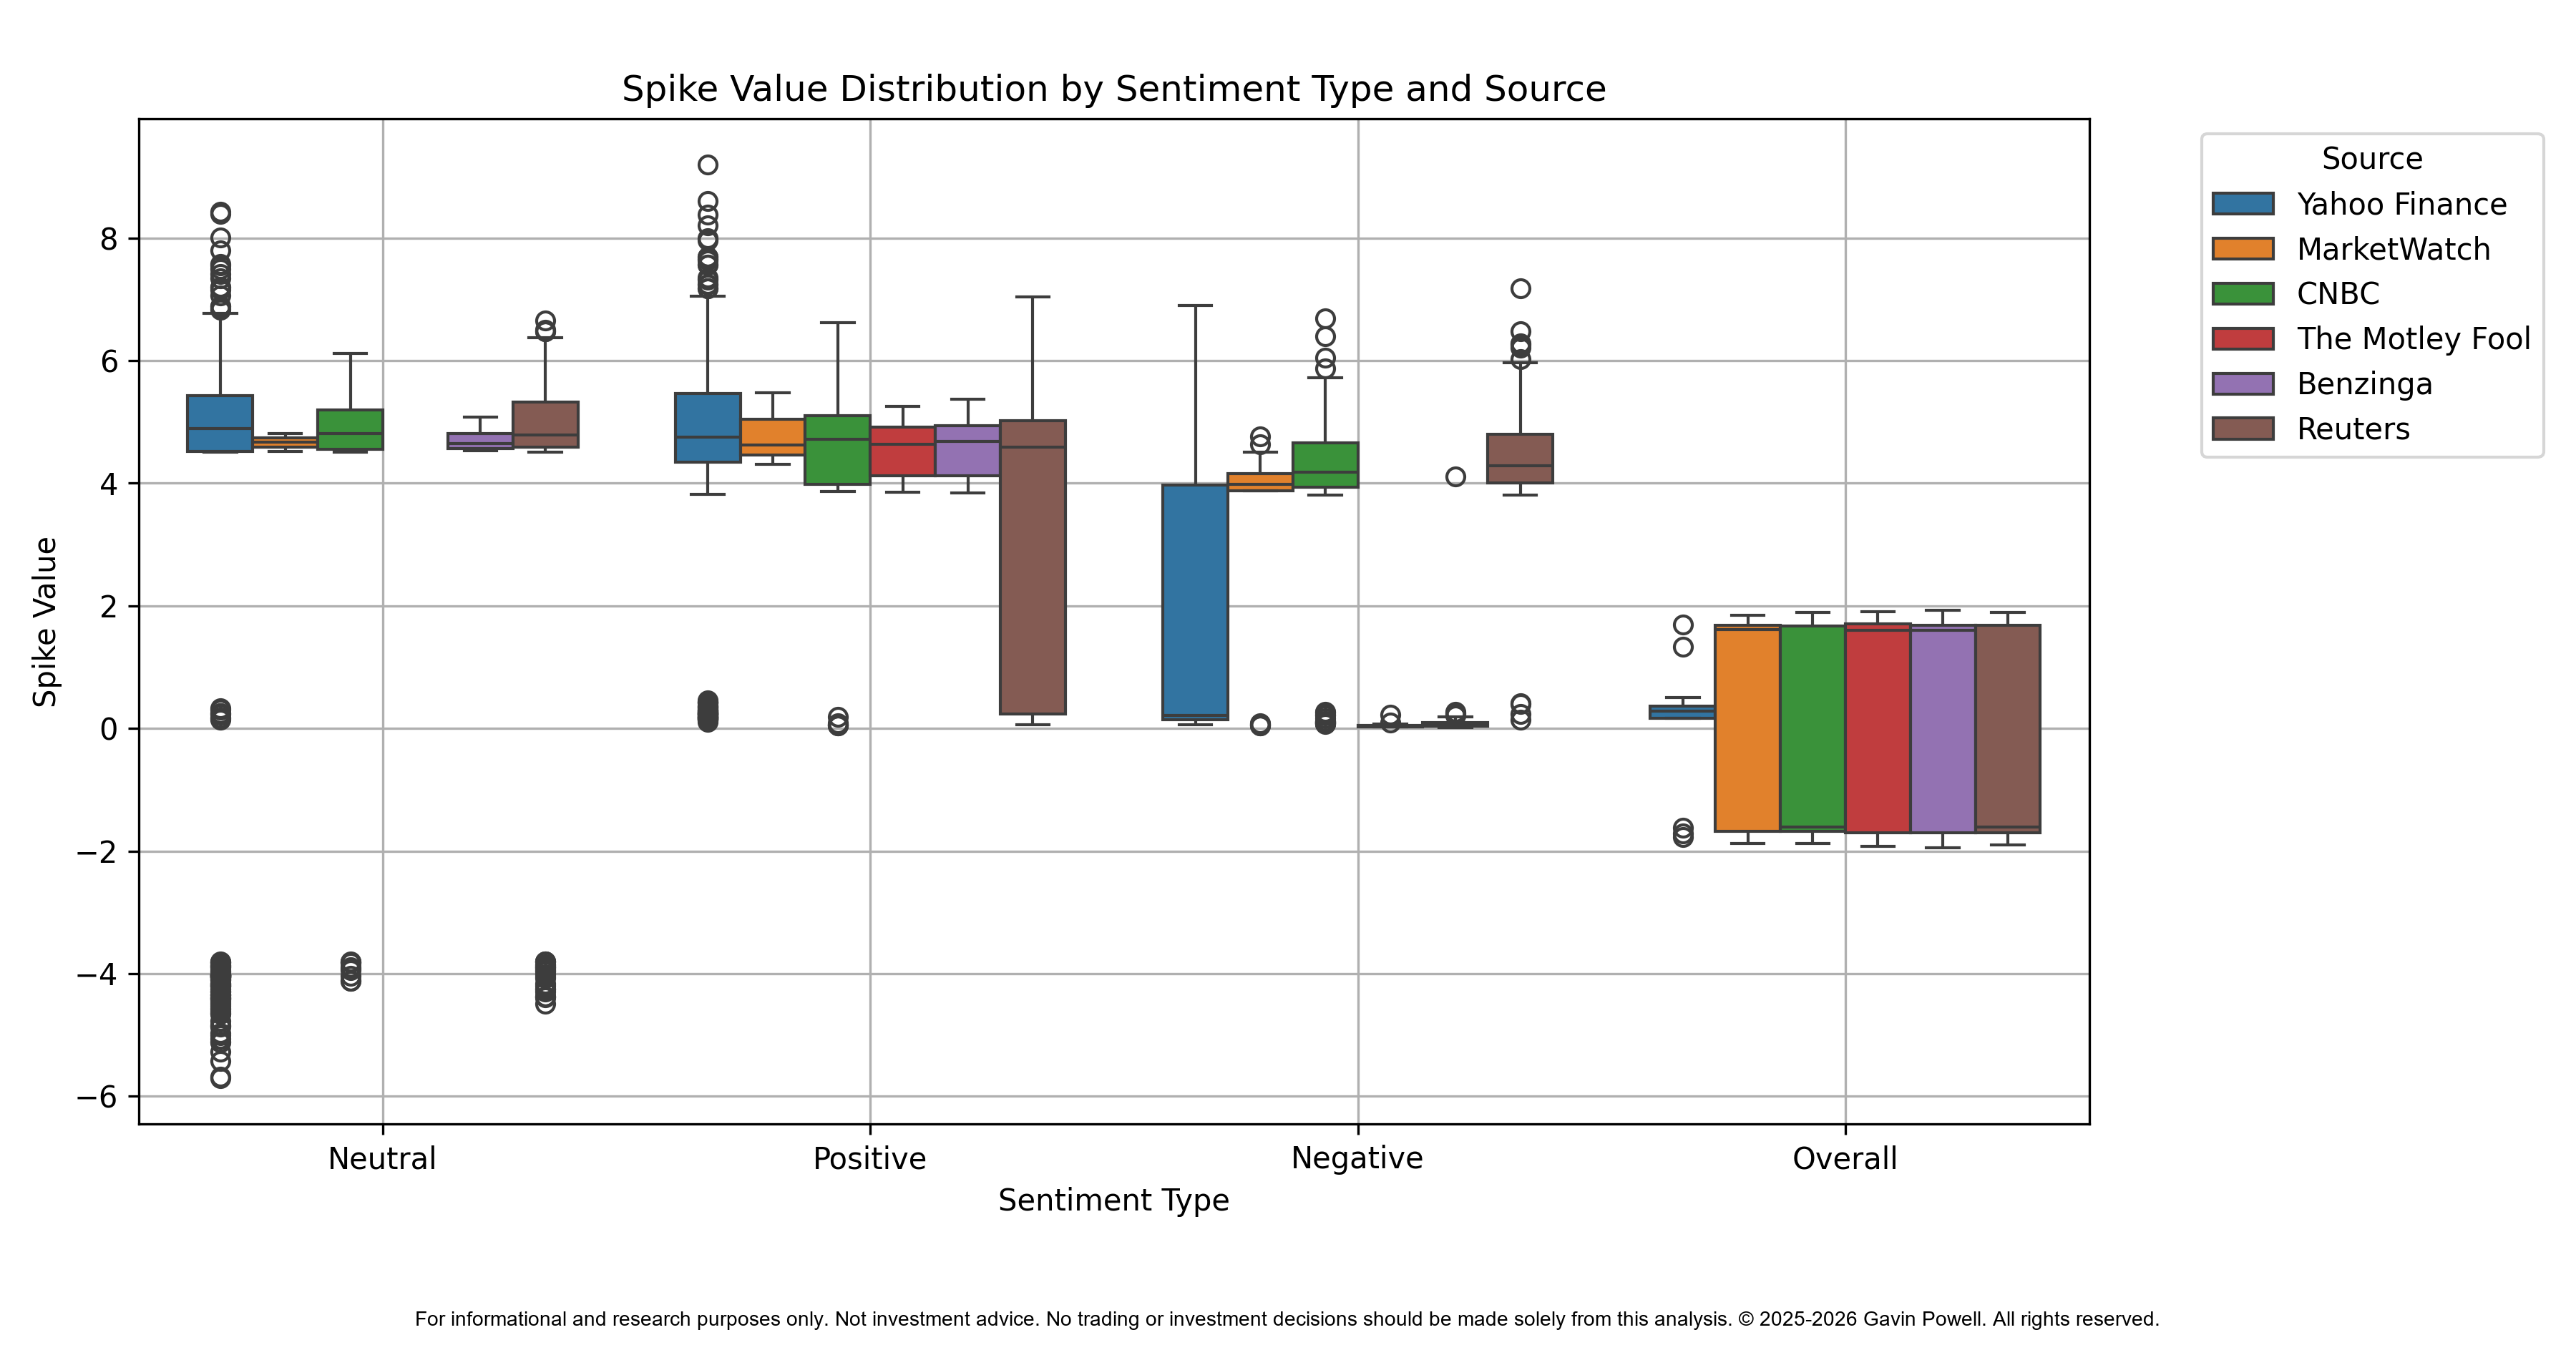 Spike Value Distribution by Sentiment Type and Source
Source
Yahoo Finance
MarketWatch
CNBC
The Motley Fool
Benzinga
Reuters
Spike Value
8
6
4
2
0
−2
−4
−6
Neutral
Positive
Negative
Overall
Sentiment Type
For informational and research purposes only. Not investment advice. No trading or investment decisions should be made solely from this analysis. © 2025-2026 Gavin Powell. All rights reserved.